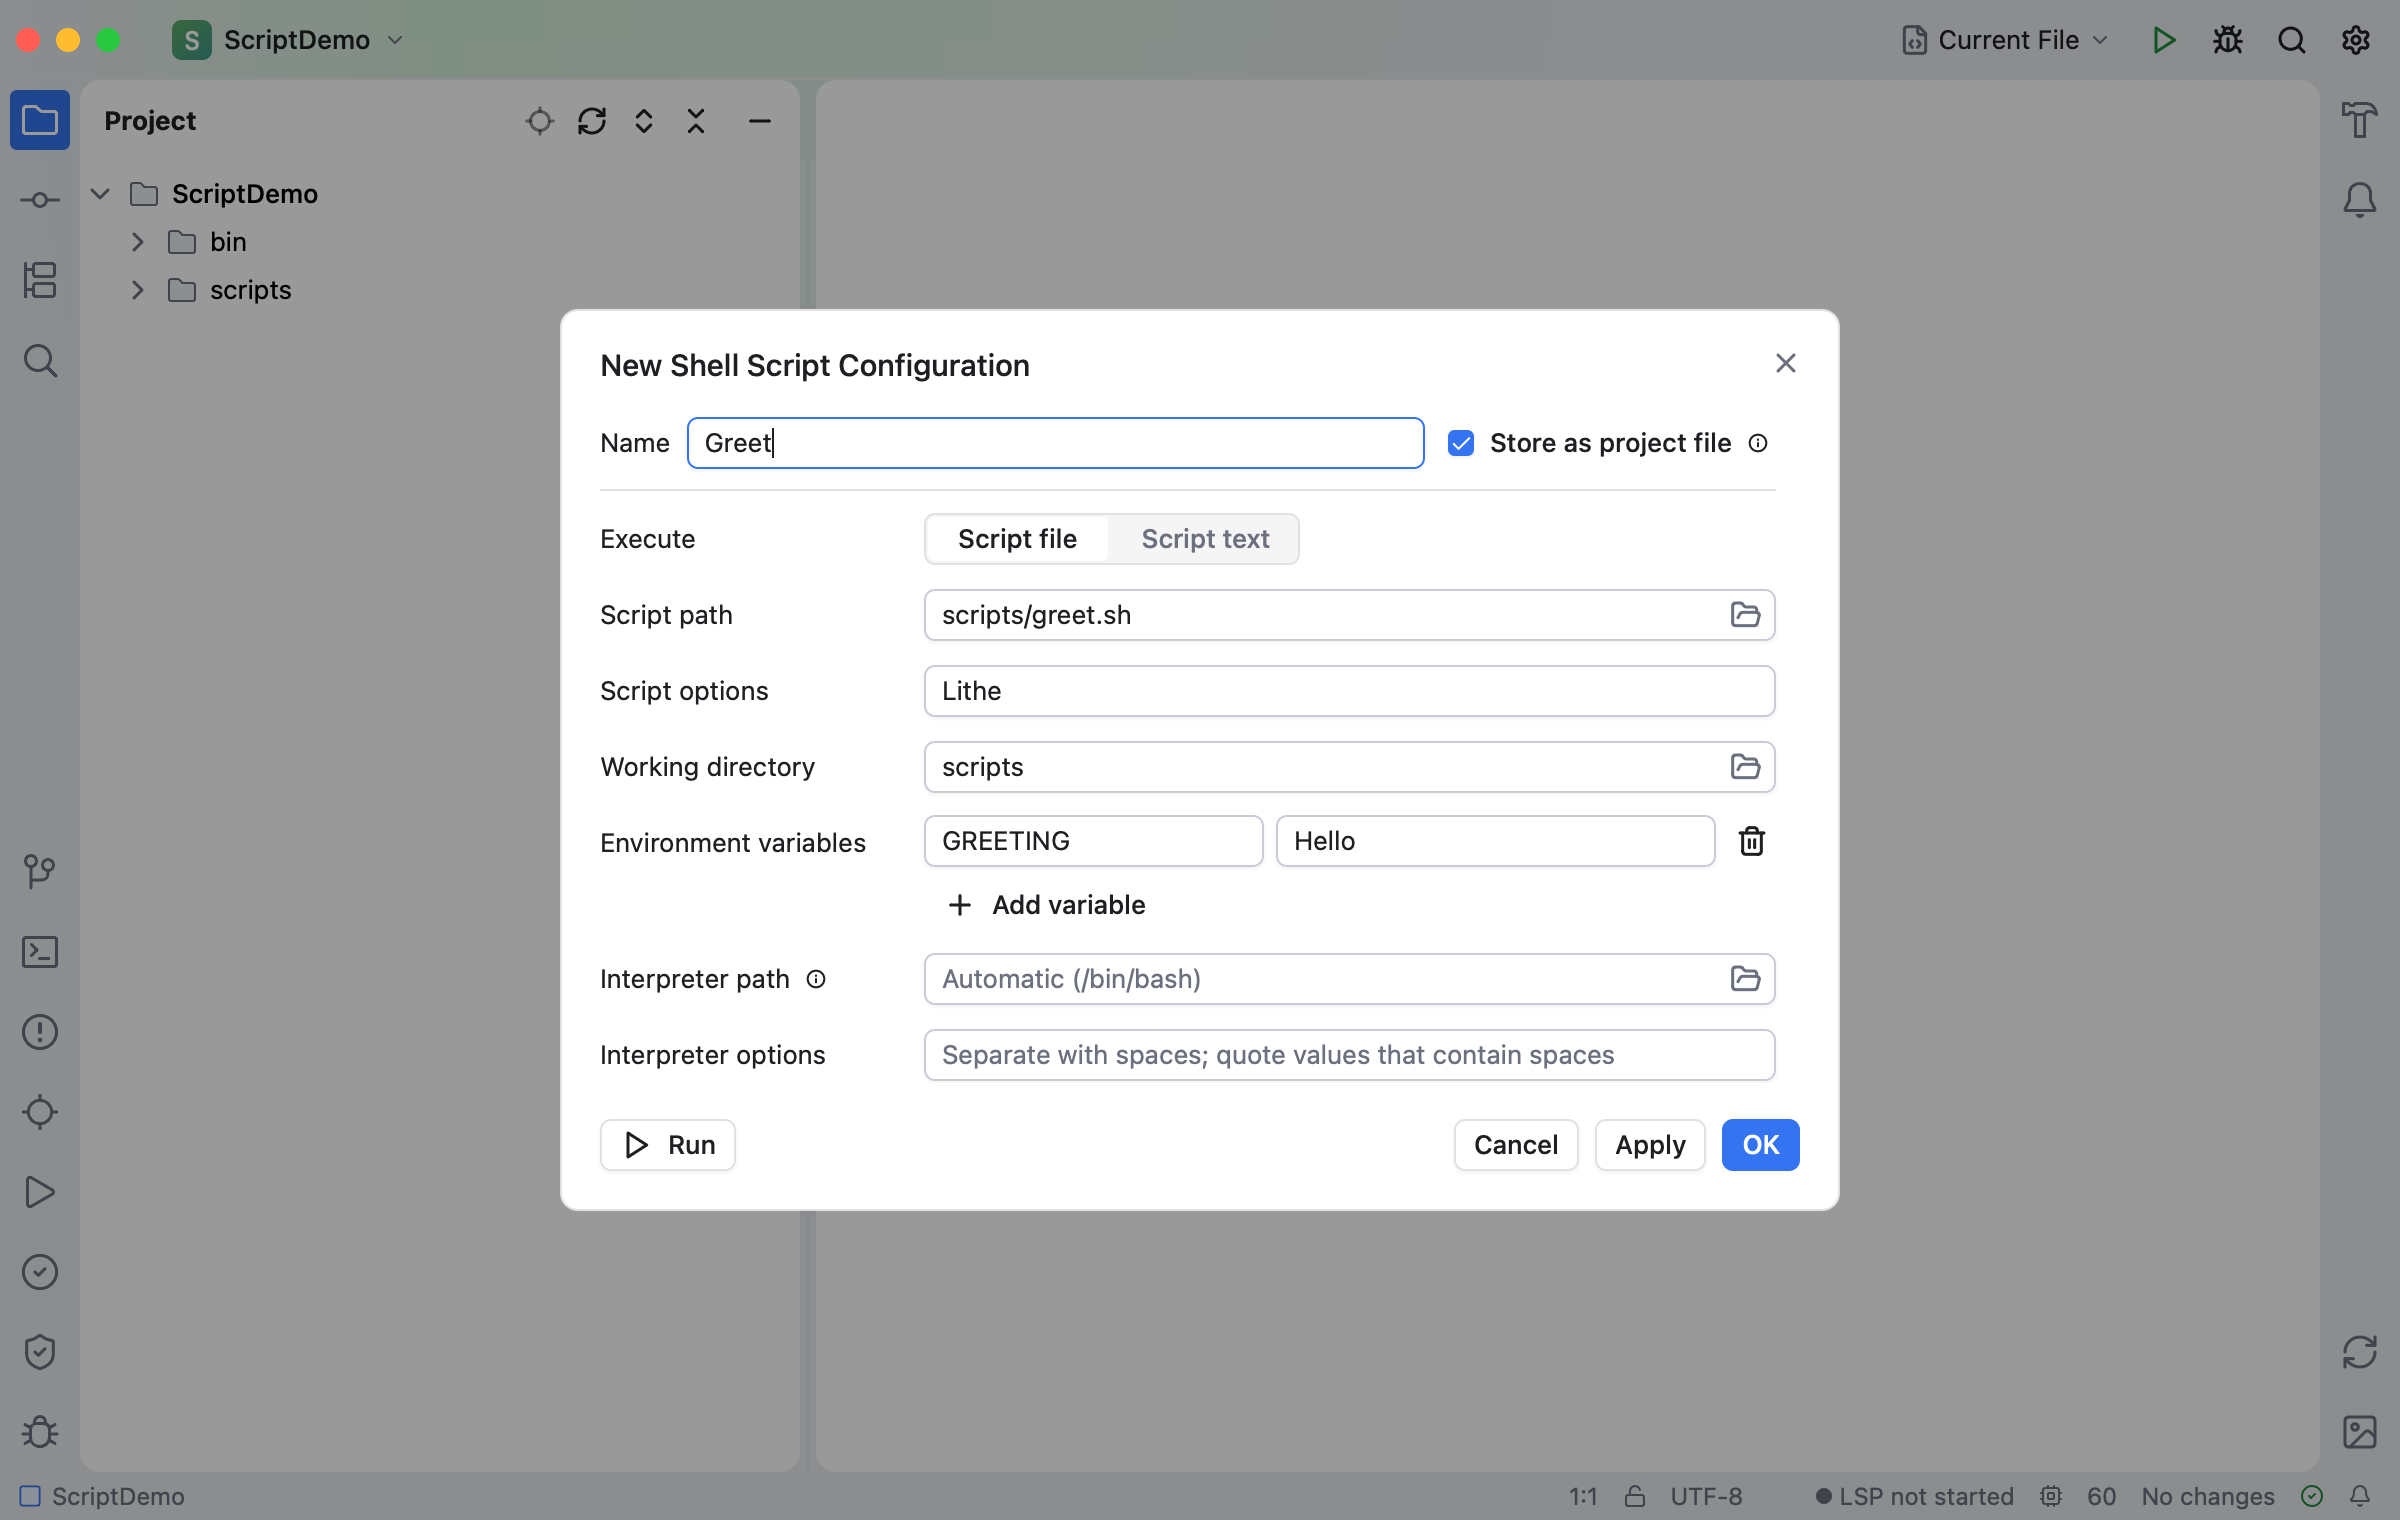 S ScriptDemo
Current File
Project
ScriptDemo
bin
scripts
New Shell Script Configuration
Name Greet Store as project file
Execute Script file Script text
Script path scripts/greet.sh
Script options Lithe
Working directory scripts
Environment variables GREETING Hello
Add variable
Interpreter path Automatic (/bin/bash)
Interpreter options Separate with spaces; quote values that contain spaces
Run Cancel Apply OK
ScriptDemo 1:1 UTF-8 LSP not started 60 No changes